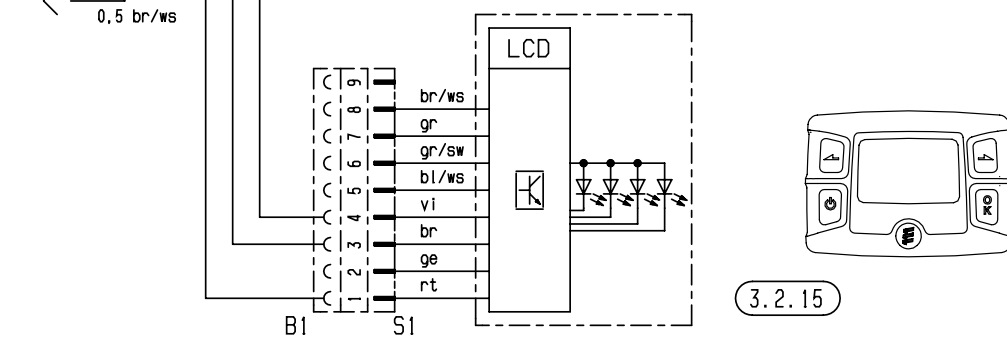 0,5 br/ws
LCD
9
8 br/ws
7 gr
6 gr/sw
5 bl/ws
4 vi
3 br
2 ge
1 rt
B1 S1
OK
3.2.15